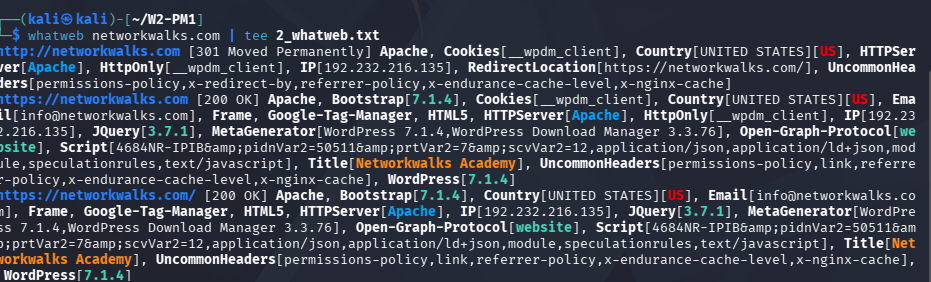 ┌──(kali㉿kali)-[~/W2-PM1]
└─$ whatweb networkwalks.com | tee 2_whatweb.txt
http://networkwalks.com [301 Moved Permanently] Apache, Cookies[__wpdm_client], Country[UNITED STATES][US], HTTPSer
ver[Apache], HttpOnly[__wpdm_client], IP[192.232.216.135], RedirectLocation[https://networkwalks.com/], UncommonHea
ders[permissions-policy,x-redirect-by,referrer-policy,x-endurance-cache-level,x-nginx-cache]
https://networkwalks.com [200 OK] Apache, Bootstrap[7.1.4], Cookies[__wpdm_client], Country[UNITED STATES][US], Ema
il[info@networkwalks.com], Frame, Google-Tag-Manager, HTML5, HTTPServer[Apache], HttpOnly[__wpdm_client], IP[192.23
2.216.135], JQuery[3.7.1], MetaGenerator[WordPress 7.1.4,WordPress Download Manager 3.3.76], Open-Graph-Protocol[we
bsite], Script[4684NR-IPIB&amp;pidnVar2=50511&amp;prtVar2=7&amp;scvVar2=12,application/json,application/ld+json,mod
ule,speculationrules,text/javascript], Title[Networkwalks Academy], UncommonHeaders[permissions-policy,link,referre
r-policy,x-endurance-cache-level,x-nginx-cache], WordPress[7.1.4]
https://networkwalks.com/ [200 OK] Apache, Bootstrap[7.1.4], Country[UNITED STATES][US], Email[info@networkwalks.co
m], Frame, Google-Tag-Manager, HTML5, HTTPServer[Apache], IP[192.232.216.135], JQuery[3.7.1], MetaGenerator[WordPre
ss 7.1.4,WordPress Download Manager 3.3.76], Open-Graph-Protocol[website], Script[4684NR-IPIB&amp;pidnVar2=50511&am
p;prtVar2=7&amp;scvVar2=12,application/json,application/ld+json,module,speculationrules,text/javascript], Title[Net
workwalks Academy], UncommonHeaders[permissions-policy,link,referrer-policy,x-endurance-cache-level,x-nginx-cache],
WordPress[7.1.4]